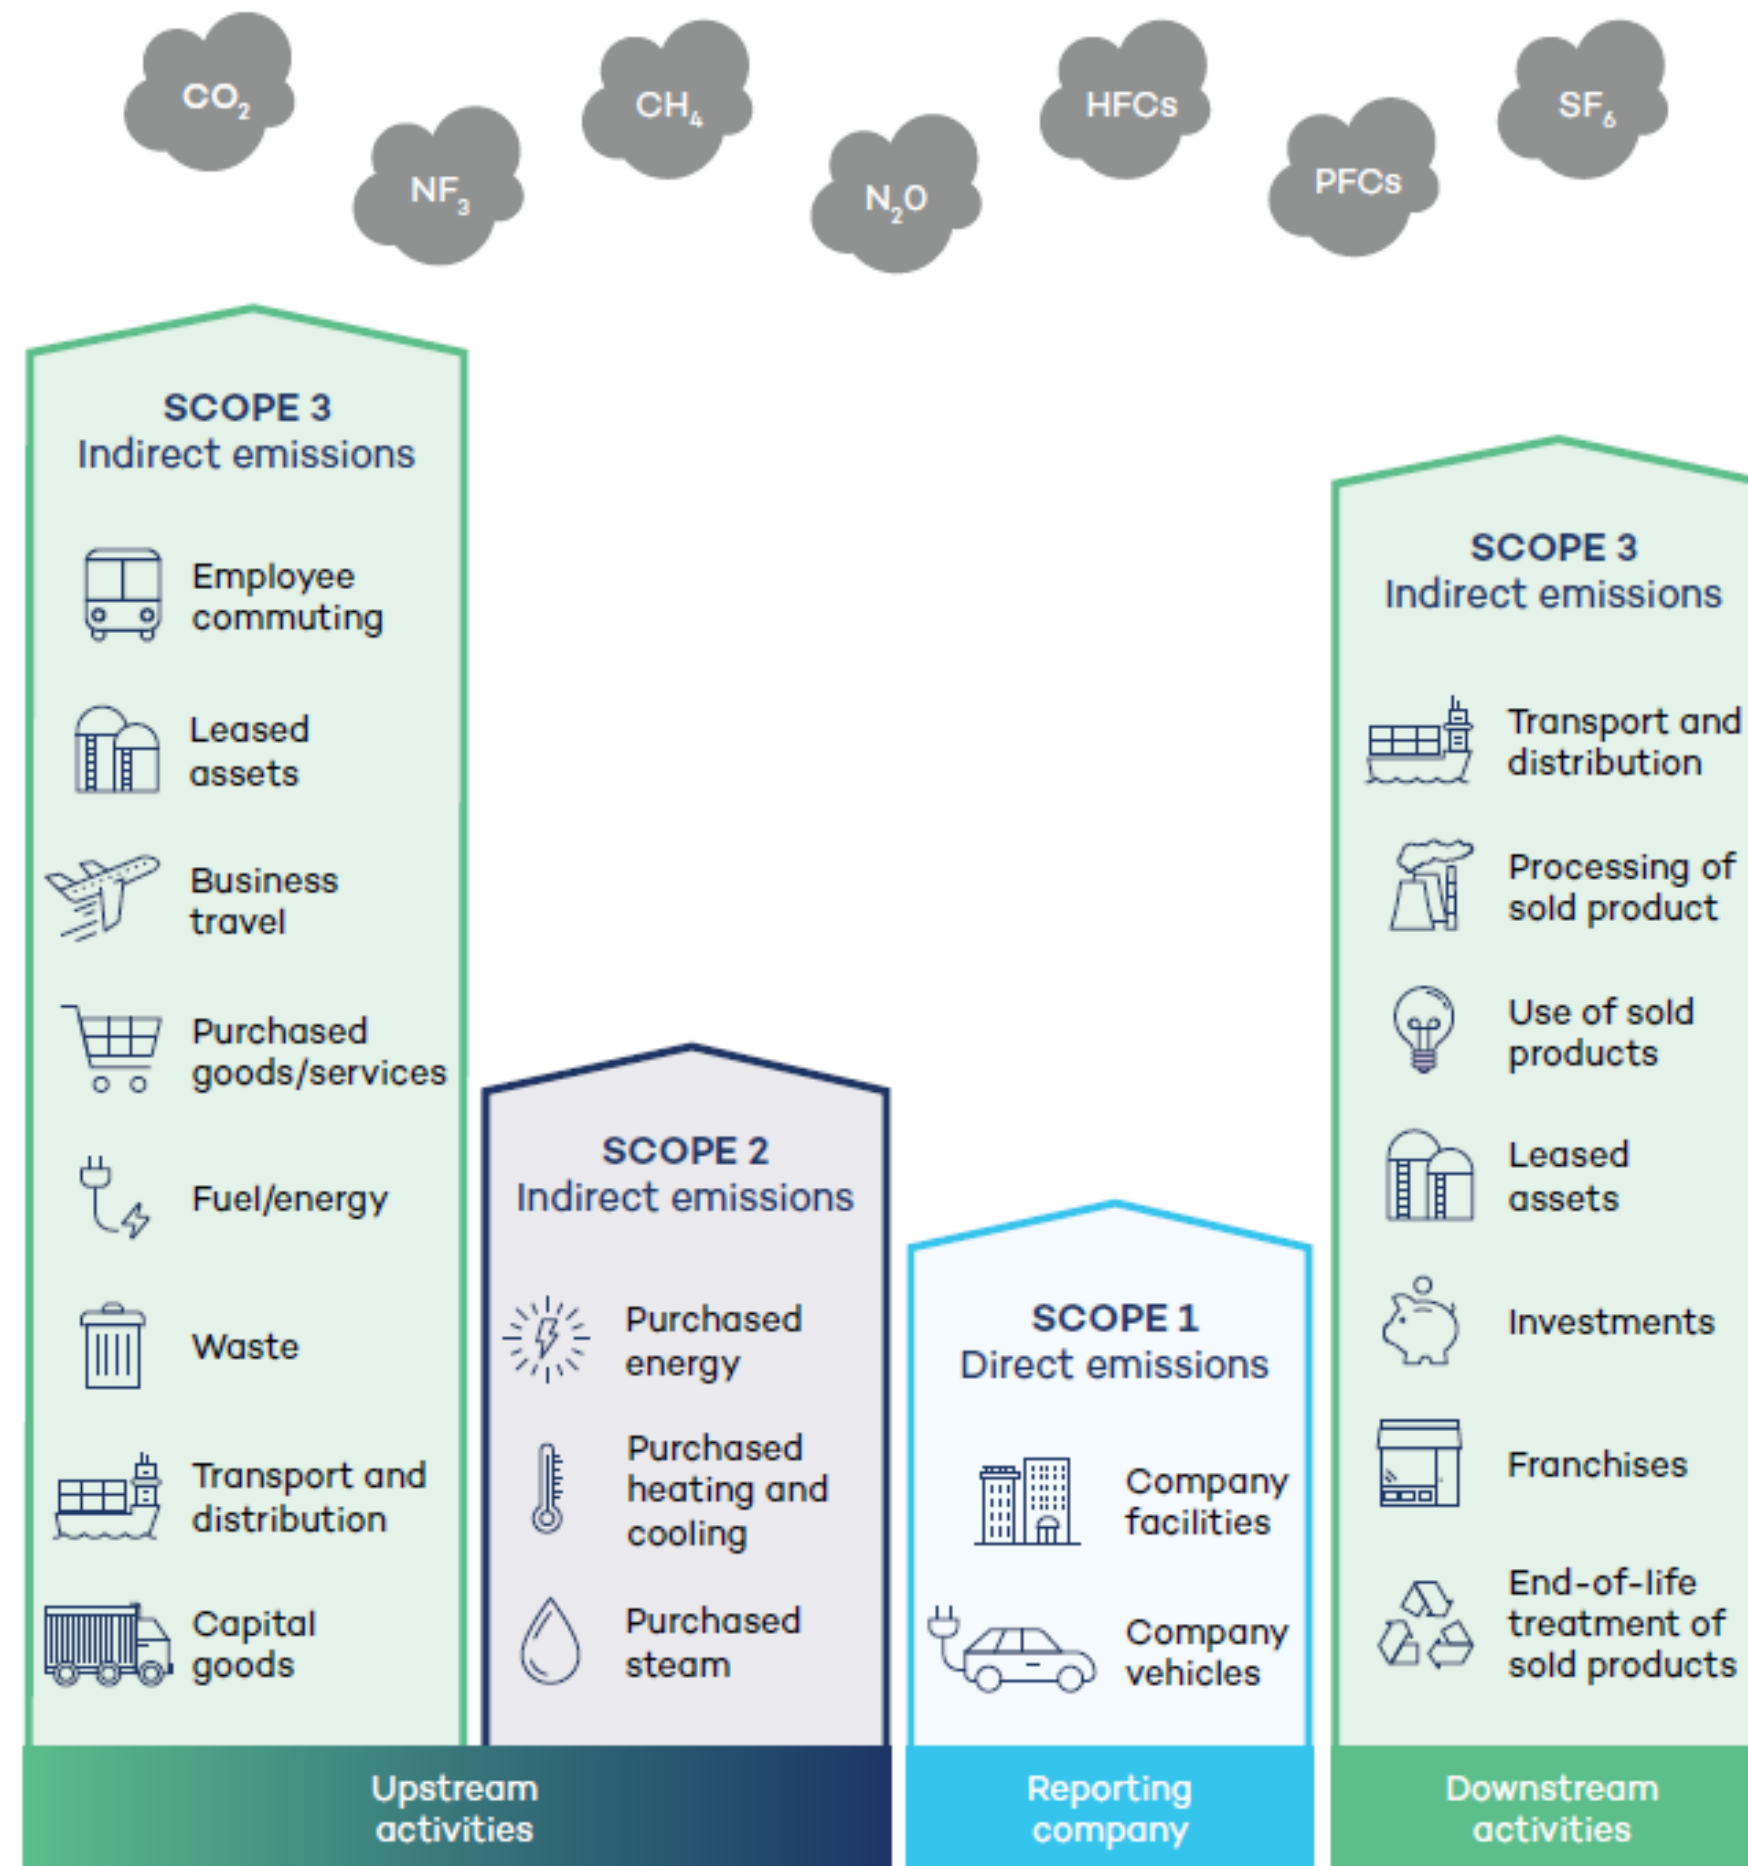 CO₂
NF₃
CH₄
N₂O
HFCs
PFCs
SF₆
SCOPE 3
Indirect emissions
Employee
commuting
Leased
assets
Business
travel
Purchased
goods/services
Fuel/energy
Waste
Transport and
distribution
Capital
goods
SCOPE 2
Indirect emissions
Purchased
energy
Purchased
heating and
cooling
Purchased
steam
Upstream
activities
SCOPE 1
Direct emissions
Company
facilities
Company
vehicles
Reporting
company
SCOPE 3
Indirect emissions
Transport and
distribution
Processing of
sold product
Use of sold
products
Leased
assets
Investments
Franchises
End-of-life
treatment of
sold products
Downstream
activities